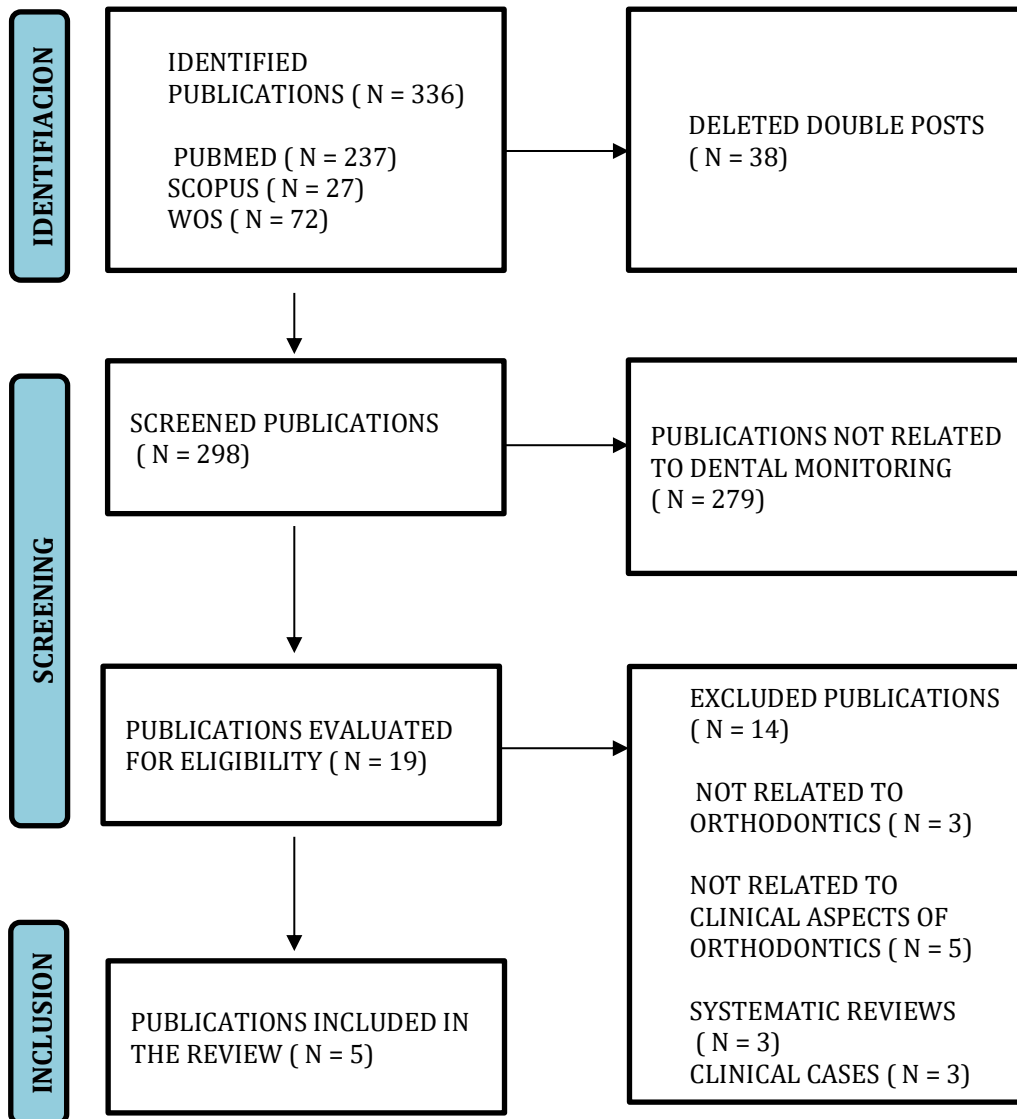 IDENTIFIACION
IDENTIFIED
PUBLICATIONS ( N = 336)
PUBMED ( N = 237)
SCOPUS ( N = 27)
WOS ( N = 72)
DELETED DOUBLE POSTS
( N = 38)
SCREENING
SCREENED PUBLICATIONS
( N = 298)
PUBLICATIONS NOT RELATED
TO DENTAL MONITORING
( N = 279)
PUBLICATIONS EVALUATED
FOR ELIGIBILITY ( N = 19)
EXCLUDED PUBLICATIONS
( N = 14)
NOT RELATED TO
ORTHODONTICS ( N = 3)
NOT RELATED TO
CLINICAL ASPECTS OF
ORTHODONTICS ( N = 5)
SYSTEMATIC REVIEWS
( N = 3)
CLINICAL CASES ( N = 3)
INCLUSION
PUBLICATIONS INCLUDED IN
THE REVIEW ( N = 5)